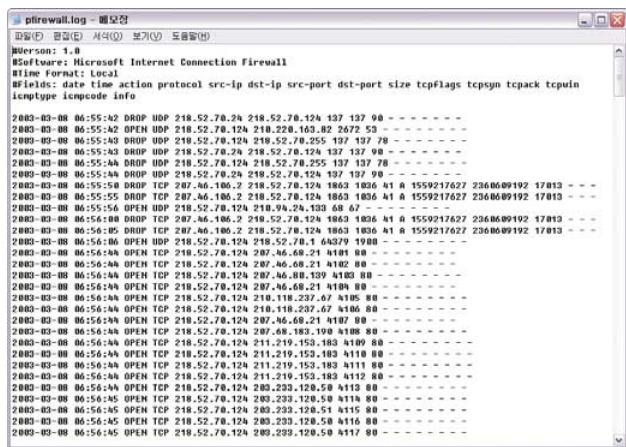 pfirewall.log - 메모장
파일(F) 편집(E) 서식(O) 보기(V) 도움말(H)
#Verson: 1.0
#Software: Microsoft Internet Connection Firewall
#Time Format: Local
#Fields: date time action protocol src-ip dst-ip src-port dst-port size tcpflags tcpsyn tcpack tcpwin
icmptype icmpcode info
2003-03-08 06:55:42 DROP UDP 218.52.70.24 218.52.70.124 137 137 90 - - - - - - -
2003-03-08 06:55:42 OPEN UDP 218.52.70.124 210.220.163.82 2672 53 - - - - - - - -
2003-03-08 06:55:43 DROP UDP 218.52.70.124 218.52.70.255 137 137 78 - - - - - - -
2003-03-08 06:55:43 DROP UDP 218.52.70.24 218.52.70.124 137 137 90 - - - - - - -
2003-03-08 06:55:44 DROP UDP 218.52.70.124 218.52.70.255 137 137 78 - - - - - - -
2003-03-08 06:55:44 DROP UDP 218.52.70.24 218.52.70.124 137 137 90 - - - - - - -
2003-03-08 06:55:50 DROP TCP 207.46.106.2 218.52.70.124 1863 1036 41 A 1559217627 2360609192 17013 - - -
2003-03-08 06:55:55 DROP TCP 207.46.106.2 218.52.70.124 1863 1036 41 A 1559217627 2360609192 17013 - - -
2003-03-08 06:55:56 OPEN UDP 218.52.70.124 210.94.24.133 68 67 - - - - - - - -
2003-03-08 06:56:00 DROP TCP 207.46.106.2 218.52.70.124 1863 1036 41 A 1559217627 2360609192 17013 - - -
2003-03-08 06:56:05 DROP TCP 207.46.106.2 218.52.70.124 1863 1036 41 A 1559217627 2360609192 17013 - - -
2003-03-08 06:56:06 OPEN UDP 218.52.70.124 218.52.70.1 64379 1900 - - - - - - - -
2003-03-08 06:56:44 OPEN TCP 218.52.70.124 207.46.68.21 4101 80 - - - - - - - -
2003-03-08 06:56:44 OPEN TCP 218.52.70.124 207.46.68.21 4102 80 - - - - - - - -
2003-03-08 06:56:44 OPEN TCP 218.52.70.124 207.46.80.139 4103 80 - - - - - - - -
2003-03-08 06:56:44 OPEN TCP 218.52.70.124 207.46.68.21 4104 80 - - - - - - - -
2003-03-08 06:56:44 OPEN TCP 218.52.70.124 210.118.237.67 4105 80 - - - - - - - -
2003-03-08 06:56:44 OPEN TCP 218.52.70.124 210.118.237.67 4106 80 - - - - - - - -
2003-03-08 06:56:44 OPEN TCP 218.52.70.124 207.46.68.21 4107 80 - - - - - - - -
2003-03-08 06:56:44 OPEN TCP 218.52.70.124 207.68.183.190 4108 80 - - - - - - - -
2003-03-08 06:56:44 OPEN TCP 218.52.70.124 211.219.153.183 4109 80 - - - - - - - -
2003-03-08 06:56:44 OPEN TCP 218.52.70.124 211.219.153.183 4110 80 - - - - - - - -
2003-03-08 06:56:44 OPEN TCP 218.52.70.124 211.219.153.183 4111 80 - - - - - - - -
2003-03-08 06:56:44 OPEN TCP 218.52.70.124 211.219.153.183 4112 80 - - - - - - - -
2003-03-08 06:56:44 OPEN TCP 218.52.70.124 203.233.120.50 4113 80 - - - - - - - -
2003-03-08 06:56:45 OPEN TCP 218.52.70.124 203.233.120.50 4114 80 - - - - - - - -
2003-03-08 06:56:45 OPEN TCP 218.52.70.124 203.233.120.51 4115 80 - - - - - - - -
2003-03-08 06:56:45 OPEN TCP 218.52.70.124 203.233.120.50 4116 80 - - - - - - - -
2003-03-08 06:56:45 OPEN TCP 218.52.70.124 203.233.120.50 4117 80 - - - - - - - -